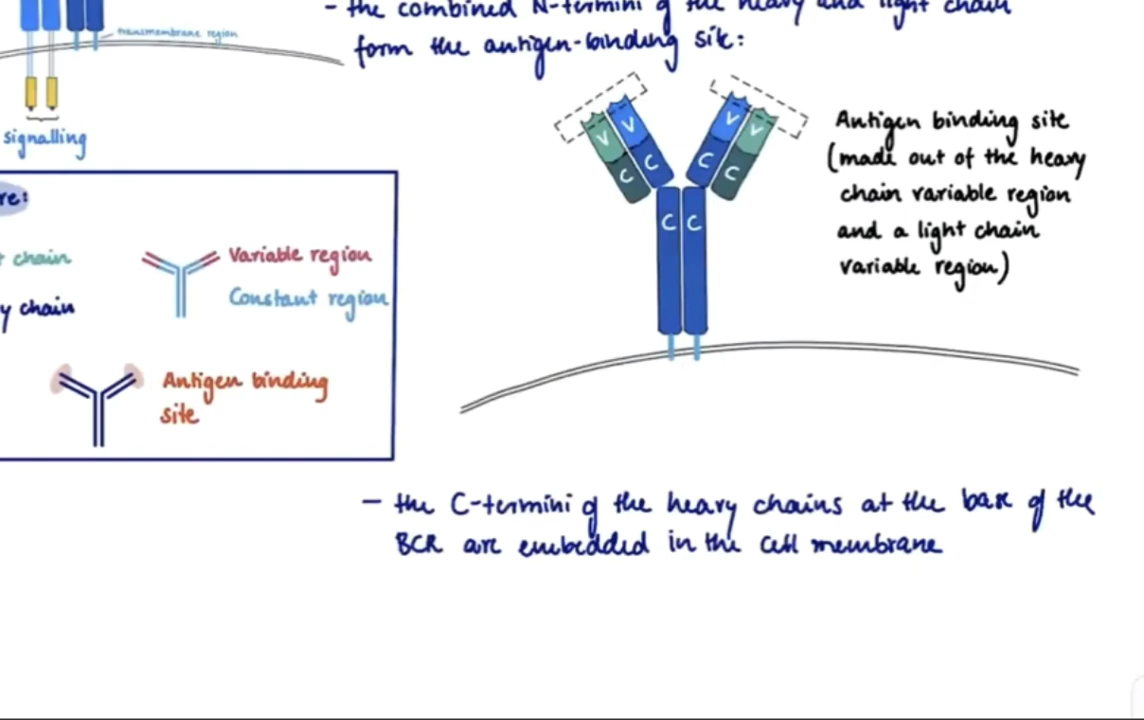 - the combined N-termini of the heavy and light chain
form the antigen-binding site:
transmembrane region
signalling
re:
chain
Variable region
Constant region
y chain
Antigen binding
site
V V V V
C C C C
C C
Antigen binding site
(made out of the heavy
chain variable region
and a light chain
variable region)
- the C-termini of the heavy chains at the base of the
BCR are embedded in the cell membrane